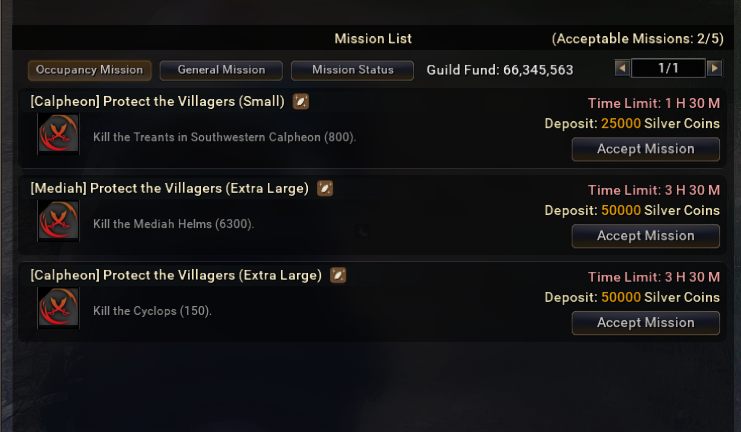 Mission List (Acceptable Missions: 2/5)
Occupancy Mission General Mission Mission Status Guild Fund: 66,345,563 1/1
[Calpheon] Protect the Villagers (Small)
Time Limit: 1 H 30 M
Deposit: 25000 Silver Coins
Kill the Treants in Southwestern Calpheon (800).
Accept Mission
[Mediah] Protect the Villagers (Extra Large)
Time Limit: 3 H 30 M
Deposit: 50000 Silver Coins
Kill the Mediah Helms (6300).
Accept Mission
[Calpheon] Protect the Villagers (Extra Large)
Time Limit: 3 H 30 M
Deposit: 50000 Silver Coins
Kill the Cyclops (150).
Accept Mission